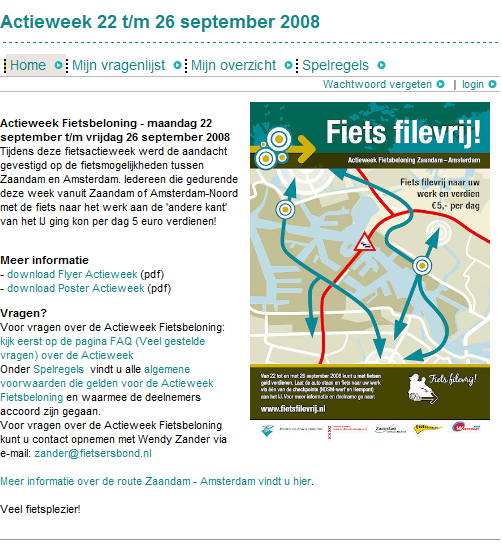 Actieweek 22 t/m 26 september 2008
Home Mijn vragenlijst Mijn overzicht Spelregels
Wachtwoord vergeten | login
Actieweek Fietsbeloning - maandag 22
september t/m vrijdag 26 september 2008
Tijdens deze fietsactieweek werd de aandacht
gevestigd op de fietsmogelijkheden tussen
Zaandam en Amsterdam. Iedereen die gedurende
deze week vanuit Zaandam of Amsterdam-Noord
met de fiets naar het werk aan de 'andere kant'
van het IJ ging kon per dag 5 euro verdienen!
Meer informatie
- download Flyer Actieweek (pdf)
- download Poster Actieweek (pdf)
Vragen?
Voor vragen over de Actieweek Fietsbeloning:
kijk eerst op de pagina FAQ (Veel gestelde
vragen) over de Actieweek
Onder Spelregels vindt u alle algemene
voorwaarden die gelden voor de Actieweek
Fietsbeloning en waarmee de deelnemers
accoord zijn gegaan.
Voor vragen over de Actieweek Fietsbeloning
kunt u contact opnemen met Wendy Zander via
e-mail: zander@fietsersbond.nl
Meer informatie over de route Zaandam - Amsterdam vindt u hier.
Veel fietsplezier!
Fiets filevrij!
Actieweek Fietsbeloning Zaandam – Amsterdam
Fiets filevrij naar uw
werk en verdien
€5,- per dag
Van 22 tot en met 26 september 2008 kunt u met fietsen
geld verdienen. Laat de auto staan en fiets naar uw werk
via één van de checkpoints (NDSM-werf en Hempont)
aan het IJ. Voor meer informatie en deelname ga naar:
www.fietsfilevrij.nl
Fiets filevrij!